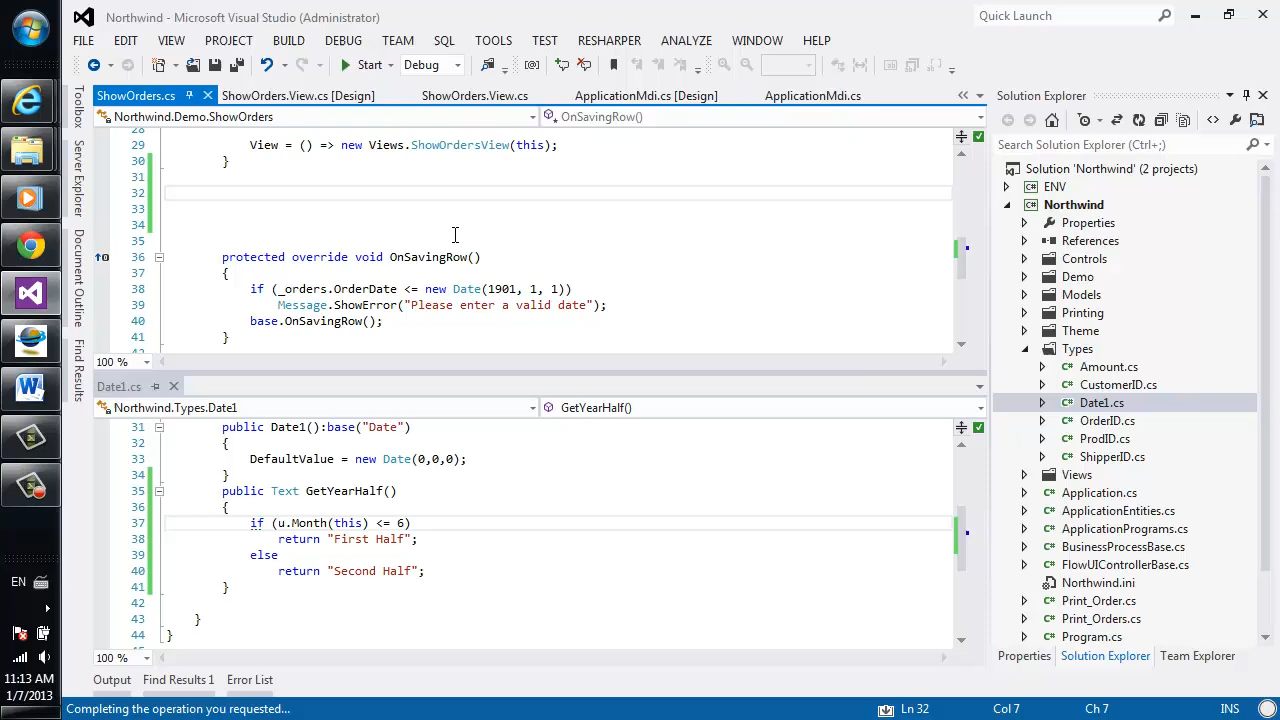 Northwind - Microsoft Visual Studio (Administrator)
Quick Launch
FILE EDIT VIEW PROJECT BUILD DEBUG TEAM SQL TOOLS TEST RESHARPER ANALYZE WINDOW HELP
Start Debug
ShowOrders.cs ShowOrders.View.cs [Design] ShowOrders.View.cs ApplicationMdi.cs [Design] ApplicationMdi.cs
Northwind.Demo.ShowOrders OnSavingRow()
28
29 View = () => new Views.ShowOrdersView(this);
30 }
31
32
33
34
35
36 protected override void OnSavingRow()
37 {
38 if (_orders.OrderDate <= new Date(1901, 1, 1))
39 Message.ShowError("Please enter a valid date");
40 base.OnSavingRow();
41 }
42
100 %
Date1.cs
Northwind.Types.Date1 GetYearHalf()
31 public Date1():base("Date")
32 {
33 DefaultValue = new Date(0,0,0);
34 }
35 public Text GetYearHalf()
36 {
37 if (u.Month(this) <= 6)
38 return "First Half";
39 else
40 return "Second Half";
41 }
42
43 }
44 }
45
100 %
Output Find Results 1 Error List
Completing the operation you requested...
Ln 32 Col 7 Ch 7 INS
Toolbox
Server Explorer
Document Outline
Find Results
Solution Explorer
Search Solution Explorer (Ctrl+;)
Solution 'Northwind' (2 projects)
ENV
Northwind
Properties
References
Controls
Demo
Models
Printing
Theme
Types
Amount.cs
CustomerID.cs
Date1.cs
OrderID.cs
ProdID.cs
ShipperID.cs
Views
Application.cs
ApplicationEntities.cs
ApplicationPrograms.cs
BusinessProcessBase.cs
FlowUIControllerBase.cs
Northwind.ini
Print_Order.cs
Print_Orders.cs
Program.cs
Properties Solution Explorer Team Explorer
EN
11:13 AM
1/7/2013